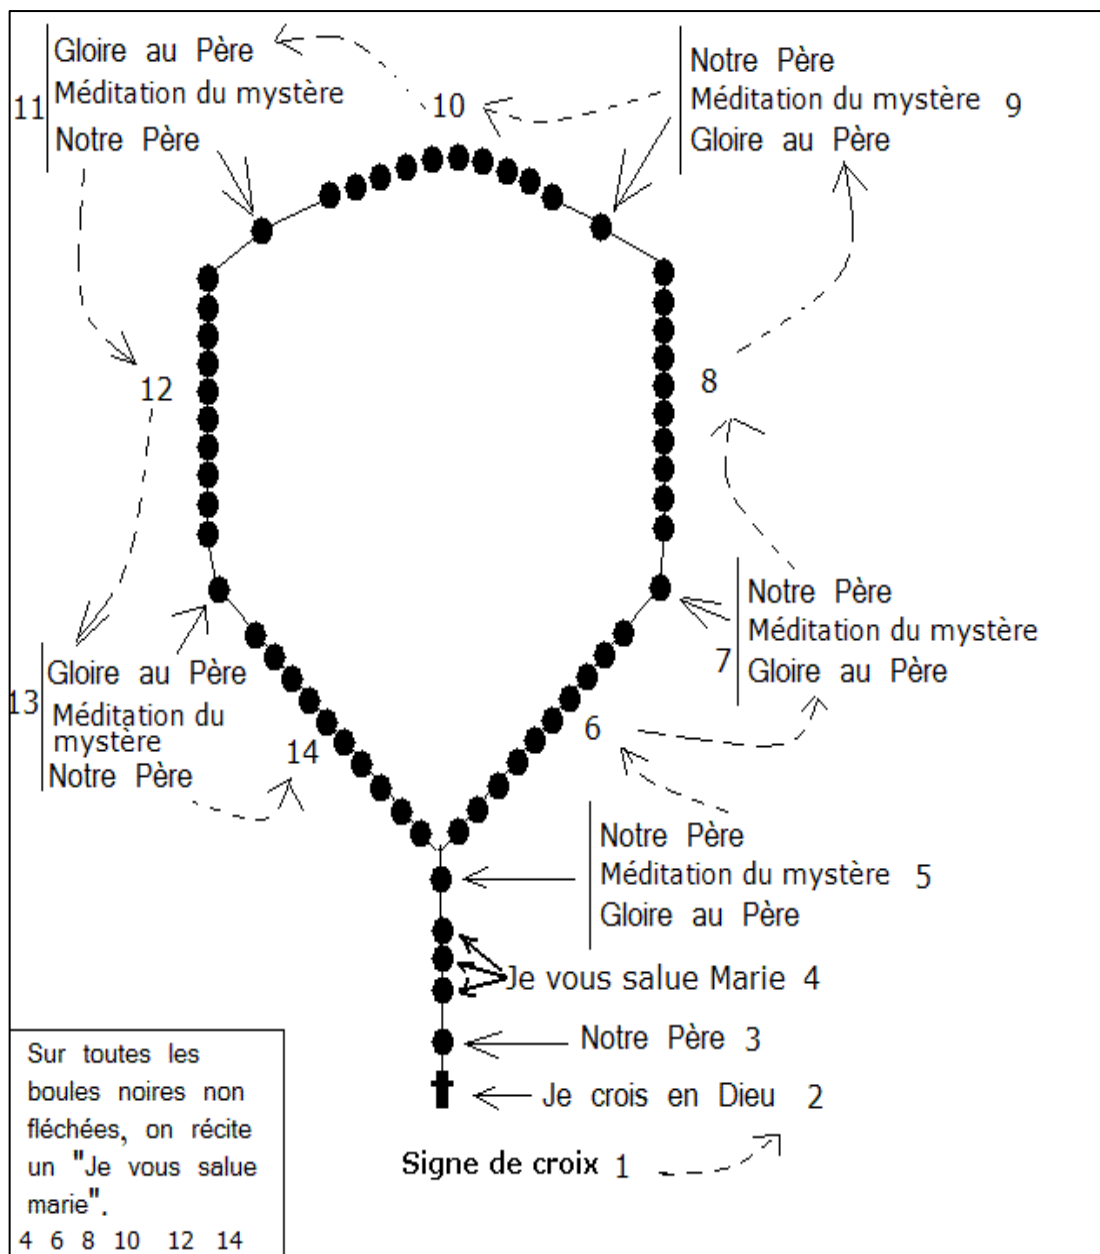 Gloire au Père
Méditation du mystère
Notre Père
11
10
Notre Père
Méditation du mystère 9
Gloire au Père
12
8
Notre Père
Méditation du mystère
Gloire au Père
7
Gloire au Père
Méditation du
mystère
Notre Père
13
14
6
Notre Père
Méditation du mystère 5
Gloire au Père
Je vous salue Marie 4
Notre Père 3
Je crois en Dieu 2
Signe de croix 1
Sur toutes les
boules noires non
fléchées, on récite
un "Je vous salue
marie".
4 6 8 10 12 14